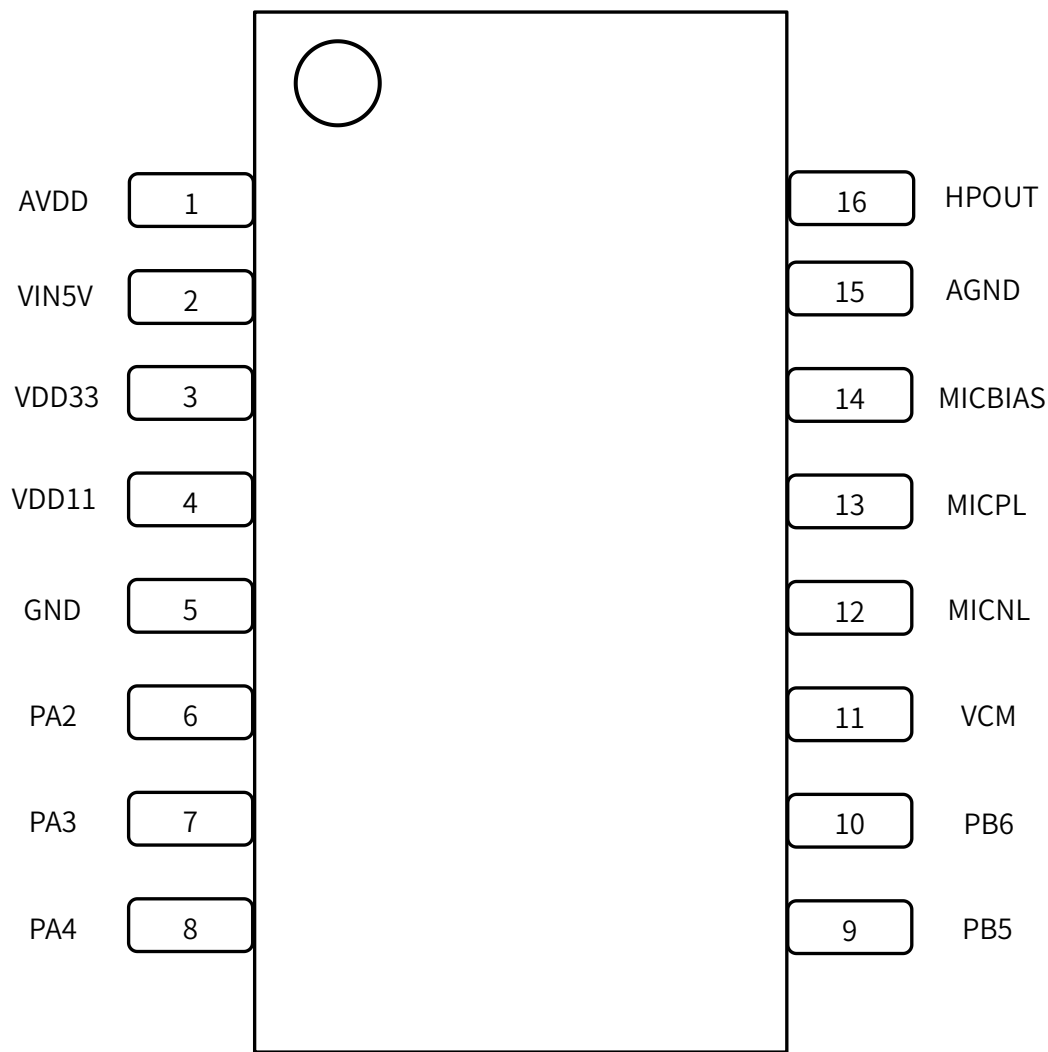 AVDD 1 16 HPOUT
VIN5V 2 15 AGND
VDD33 3 14 MICBIAS
VDD11 4 13 MICPL
GND 5 12 MICNL
PA2 6 11 VCM
PA3 7 10 PB6
PA4 8 9 PB5